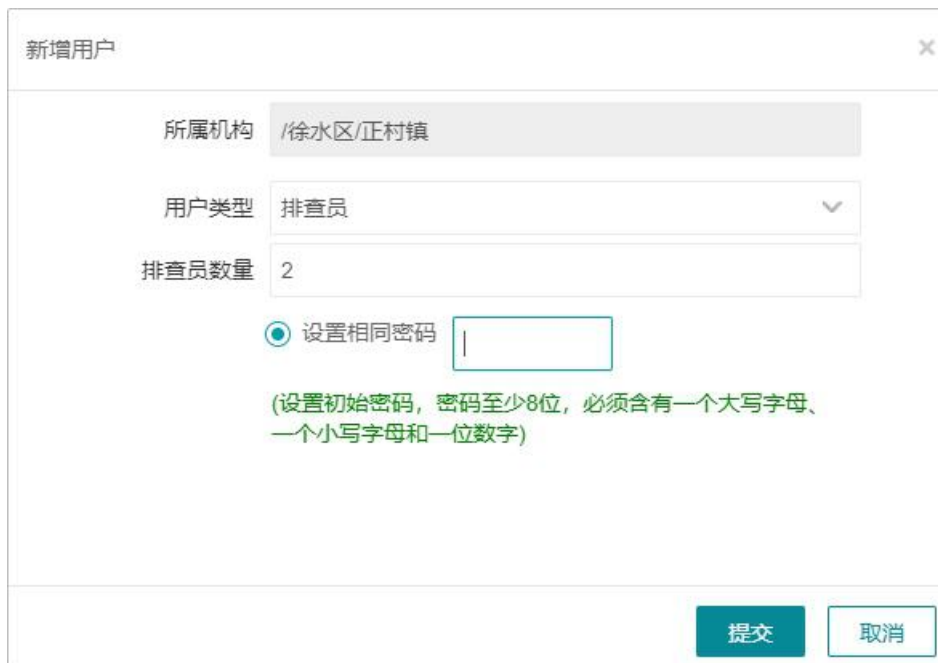 新增用户 ×
所属机构 /徐水区/正村镇
用户类型 排查员
排查员数量 2
设置相同密码
(设置初始密码，密码至少8位，必须含有一个大写字母、
一个小写字母和一位数字)
提交 取消